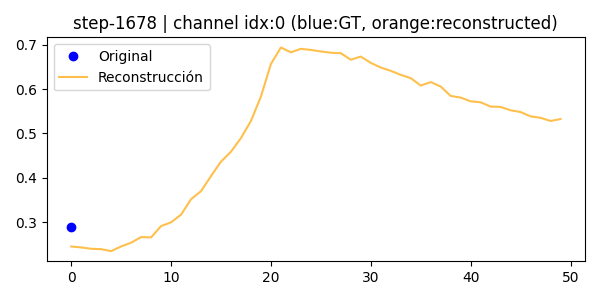 step-1678 | channel idx:0 (blue:GT, orange:reconstructed)
Original
Reconstrucción
0.7
0.6
0.5
0.4
0.3
0 10 20 30 40 50